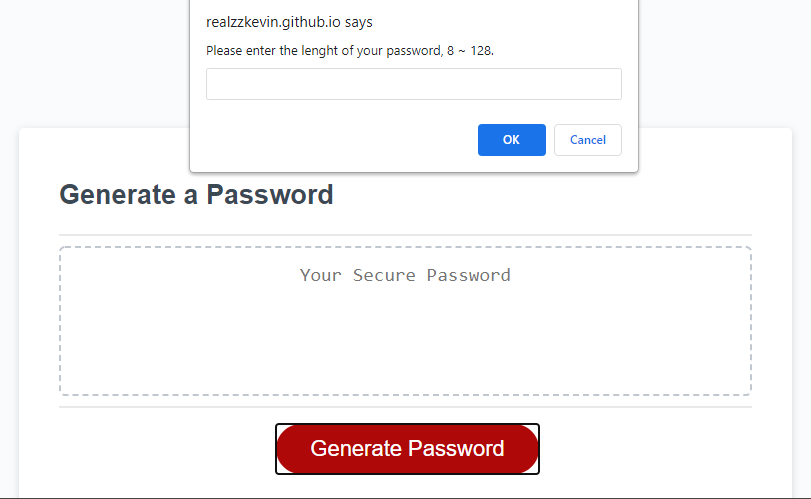 realzzkevin.github.io says
Please enter the lenght of your password, 8 ~ 128.
OK
Cancel
Generate a Password
Your Secure Password
Generate Password